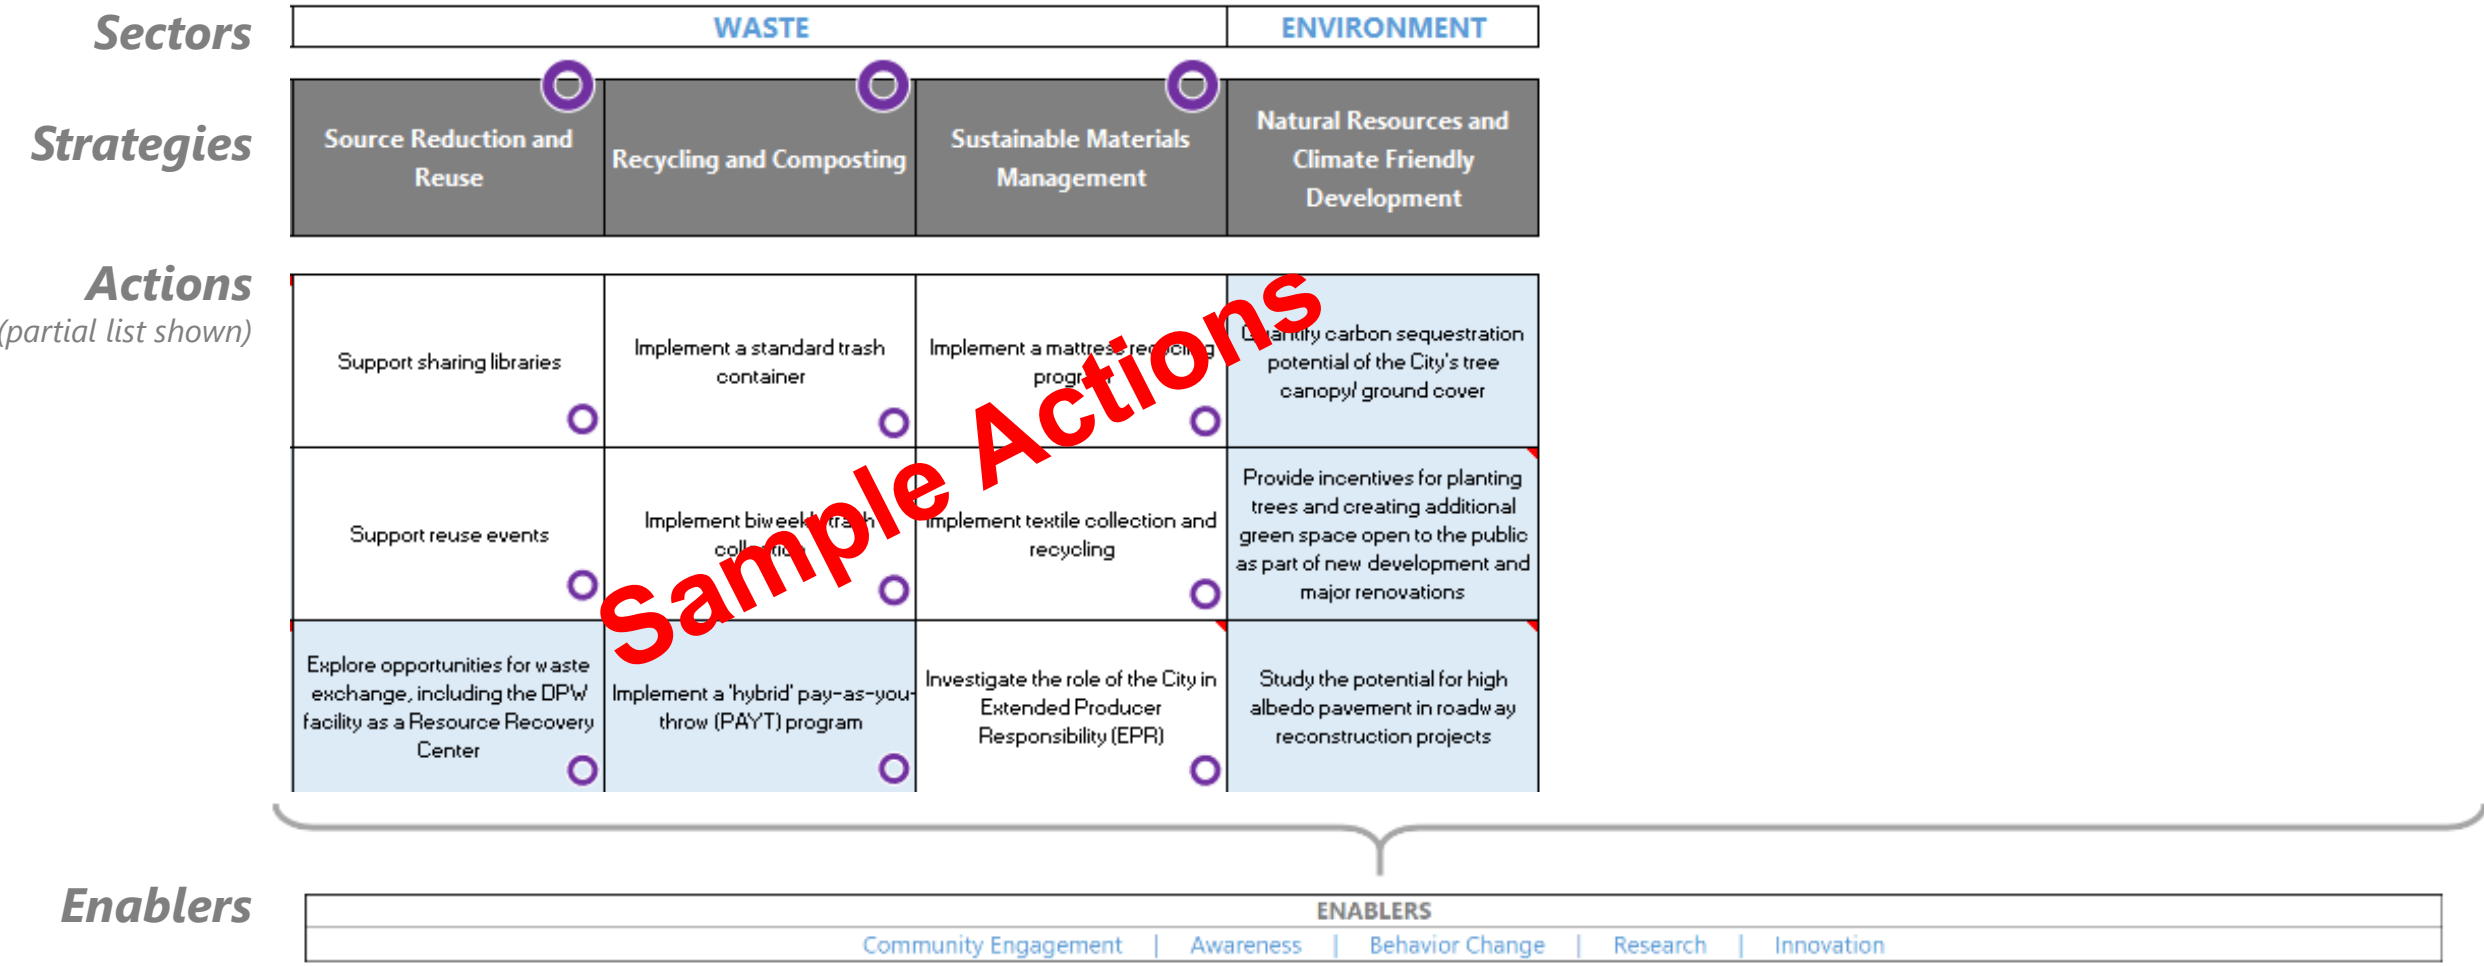 Sectors
WASTE
ENVIRONMENT
Strategies
Source Reduction and
Reuse
Recycling and Composting
Sustainable Materials
Management
Natural Resources and
Climate Friendly
Development
Actions
(partial list shown)
Support sharing libraries
Implement a standard trash
container
Implement a mattress recycling
program
Quantify carbon sequestration
potential of the City's tree
canopy/ ground cover
Support reuse events
Implement biweekly trash
collection
Implement textile collection and
recycling
Provide incentives for planting
trees and creating additional
green space open to the public
as part of new development and
major renovations
Explore opportunities for waste
exchange, including the DPW
facility as a Resource Recovery
Center
Implement a 'hybrid' pay-as-you-
throw (PAYT) program
Investigate the role of the City in
Extended Producer
Responsibility (EPR)
Study the potential for high
albedo pavement in roadway
reconstruction projects
Sample Actions
Enablers
ENABLERS
Community Engagement | Awareness | Behavior Change | Research | Innovation